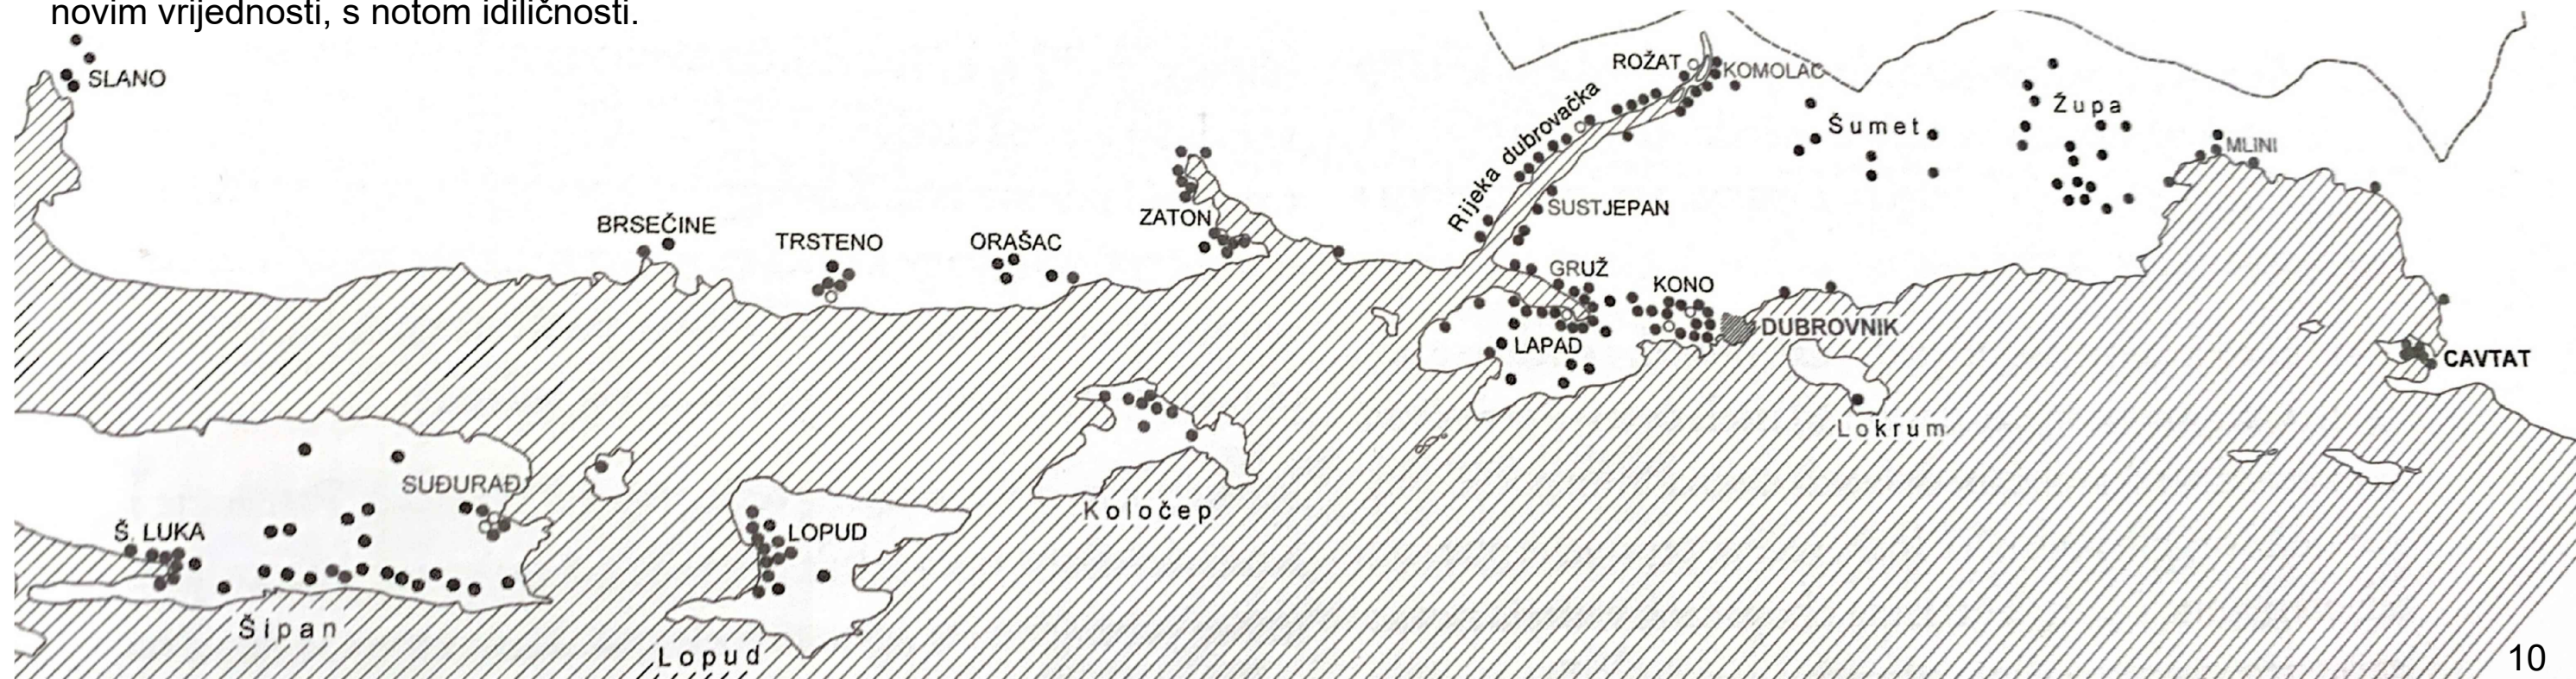 novim vrijednosti, s notom idiličnosti.
SLANO
BRSEČINE
TRSTENO
ORAŠAC
ZATON
Rijeka dubrovačka
ROŽAT
KOMOLAC
Šumet
Župa
MLINI
SUSTJEPAN
GRUŽ
KONO
LAPAD
DUBROVNIK
CAVTAT
Lokrum
Koločep
SUĐURAĐ
Š. LUKA
LOPUD
Šipan
Lopud
10